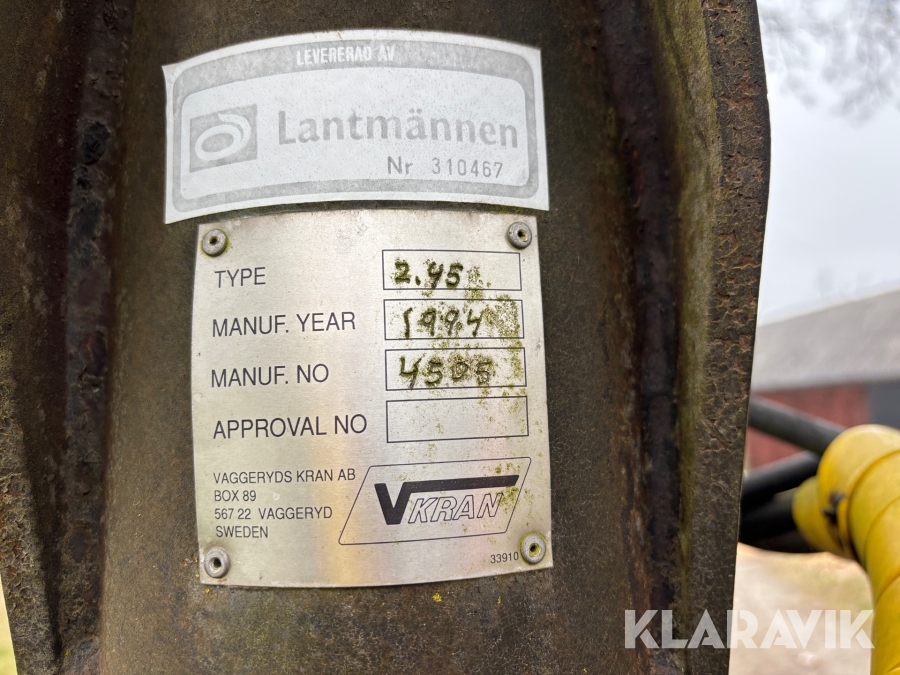 LEVERERAD AV
Lantmännen
Nr 310467
TYPE 2.45
MANUF. YEAR 1994
MANUF. NO 4505
APPROVAL NO
VAGGERYDS KRAN AB
BOX 89
567 22 VAGGERYD
SWEDEN
VKRAN
33910
KLARAVIK